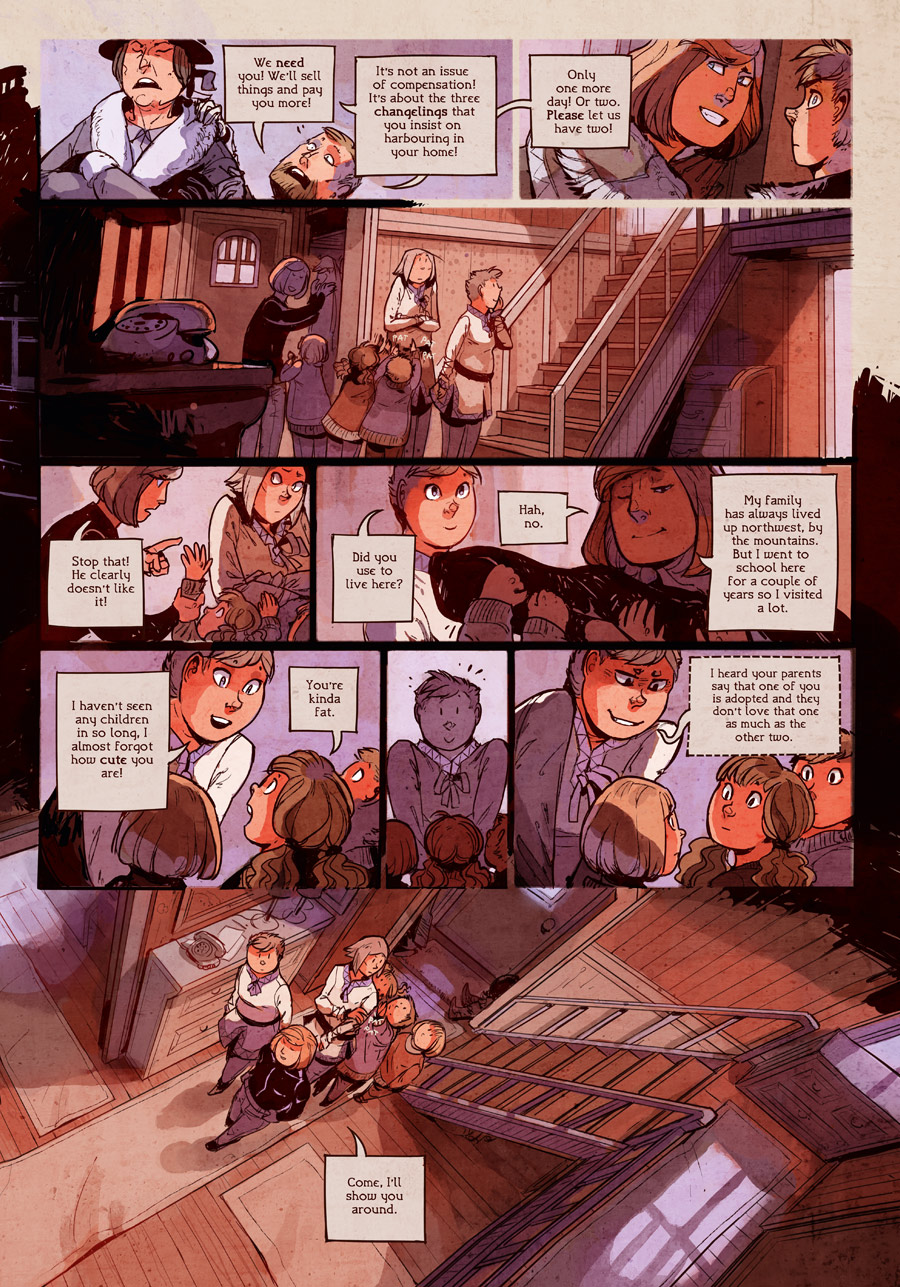 We need
you! We'll sell
things and pay
you more!
It's not an issue
of compensation!
It's about the three
changelings that
you insist on
harbouring in
your home!
Only
one more
day! Or two.
Please let us
have two!
PAT
PAT
PAT
Stop that!
He clearly
doesn't like
it!
Did you
use to
live here?
Hah,
no.
My family
has always lived
up northwest, by
the mountains.
But I went to
school here
for a couple of
years so I visited
a lot.
I haven't seen
any children
in so long, I
almost forgot
how cute you
are!
You're
kinda
fat.
I heard your parents
say that one of you
is adopted and they
don't love that one
as much as the
other two.
Come, I'll
show you
around.